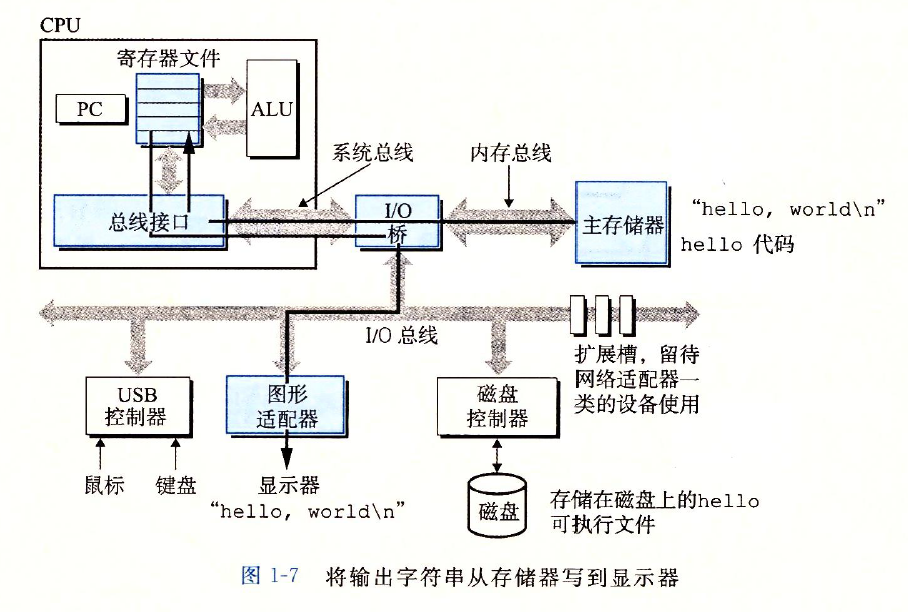 CPU
寄存器文件
PC
ALU
系统总线
内存总线
总线接口
I/O
桥
主存储器
“hello, world\n”
hello 代码
I/O 总线
扩展槽，留待
网络适配器一
类的设备使用
USB
控制器
图形
适配器
磁盘
控制器
鼠标
键盘
显示器
“hello, world\n”
磁盘
存储在磁盘上的hello
可执行文件
图 1-7 将输出字符串从存储器写到显示器